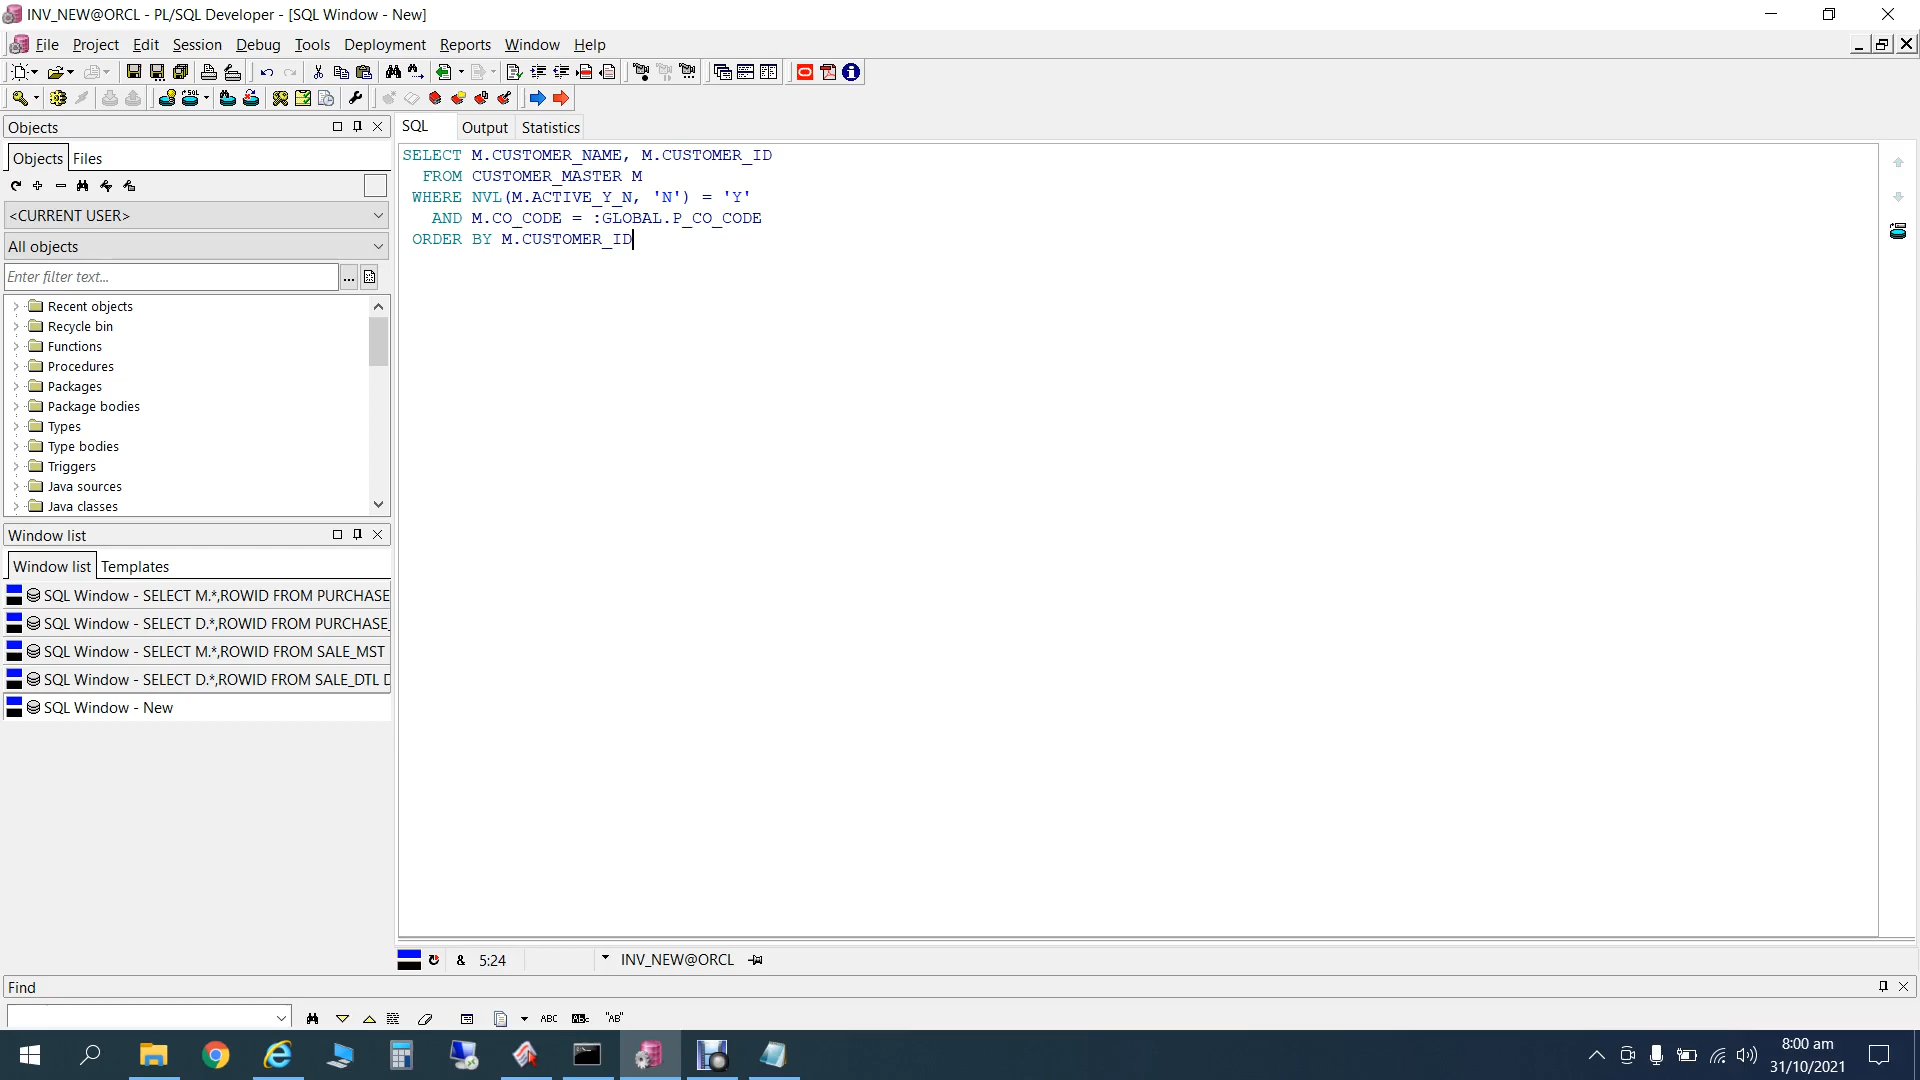 INV_NEW@ORCL - PL/SQL Developer - [SQL Window - New]
File Project Edit Session Debug Tools Deployment Reports Window Help
Objects
SQL Output Statistics
Objects Files
<CURRENT USER>
All objects
Enter filter text...
Recent objects
Recycle bin
Functions
Procedures
Packages
Package bodies
Types
Type bodies
Triggers
Java sources
Java classes
SELECT M.CUSTOMER_NAME, M.CUSTOMER_ID
FROM CUSTOMER_MASTER M
WHERE NVL(M.ACTIVE_Y_N, 'N') = 'Y'
AND M.CO_CODE = :GLOBAL.P_CO_CODE
ORDER BY M.CUSTOMER_ID
Window list
Window list Templates
SQL Window - SELECT M.*,ROWID FROM PURCHASE
SQL Window - SELECT D.*,ROWID FROM PURCHASE_
SQL Window - SELECT M.*,ROWID FROM SALE_MST
SQL Window - SELECT D.*,ROWID FROM SALE_DTL D
SQL Window - New
& 5:24 INV_NEW@ORCL
Find
ABC "AB"
8:00 am
31/10/2021